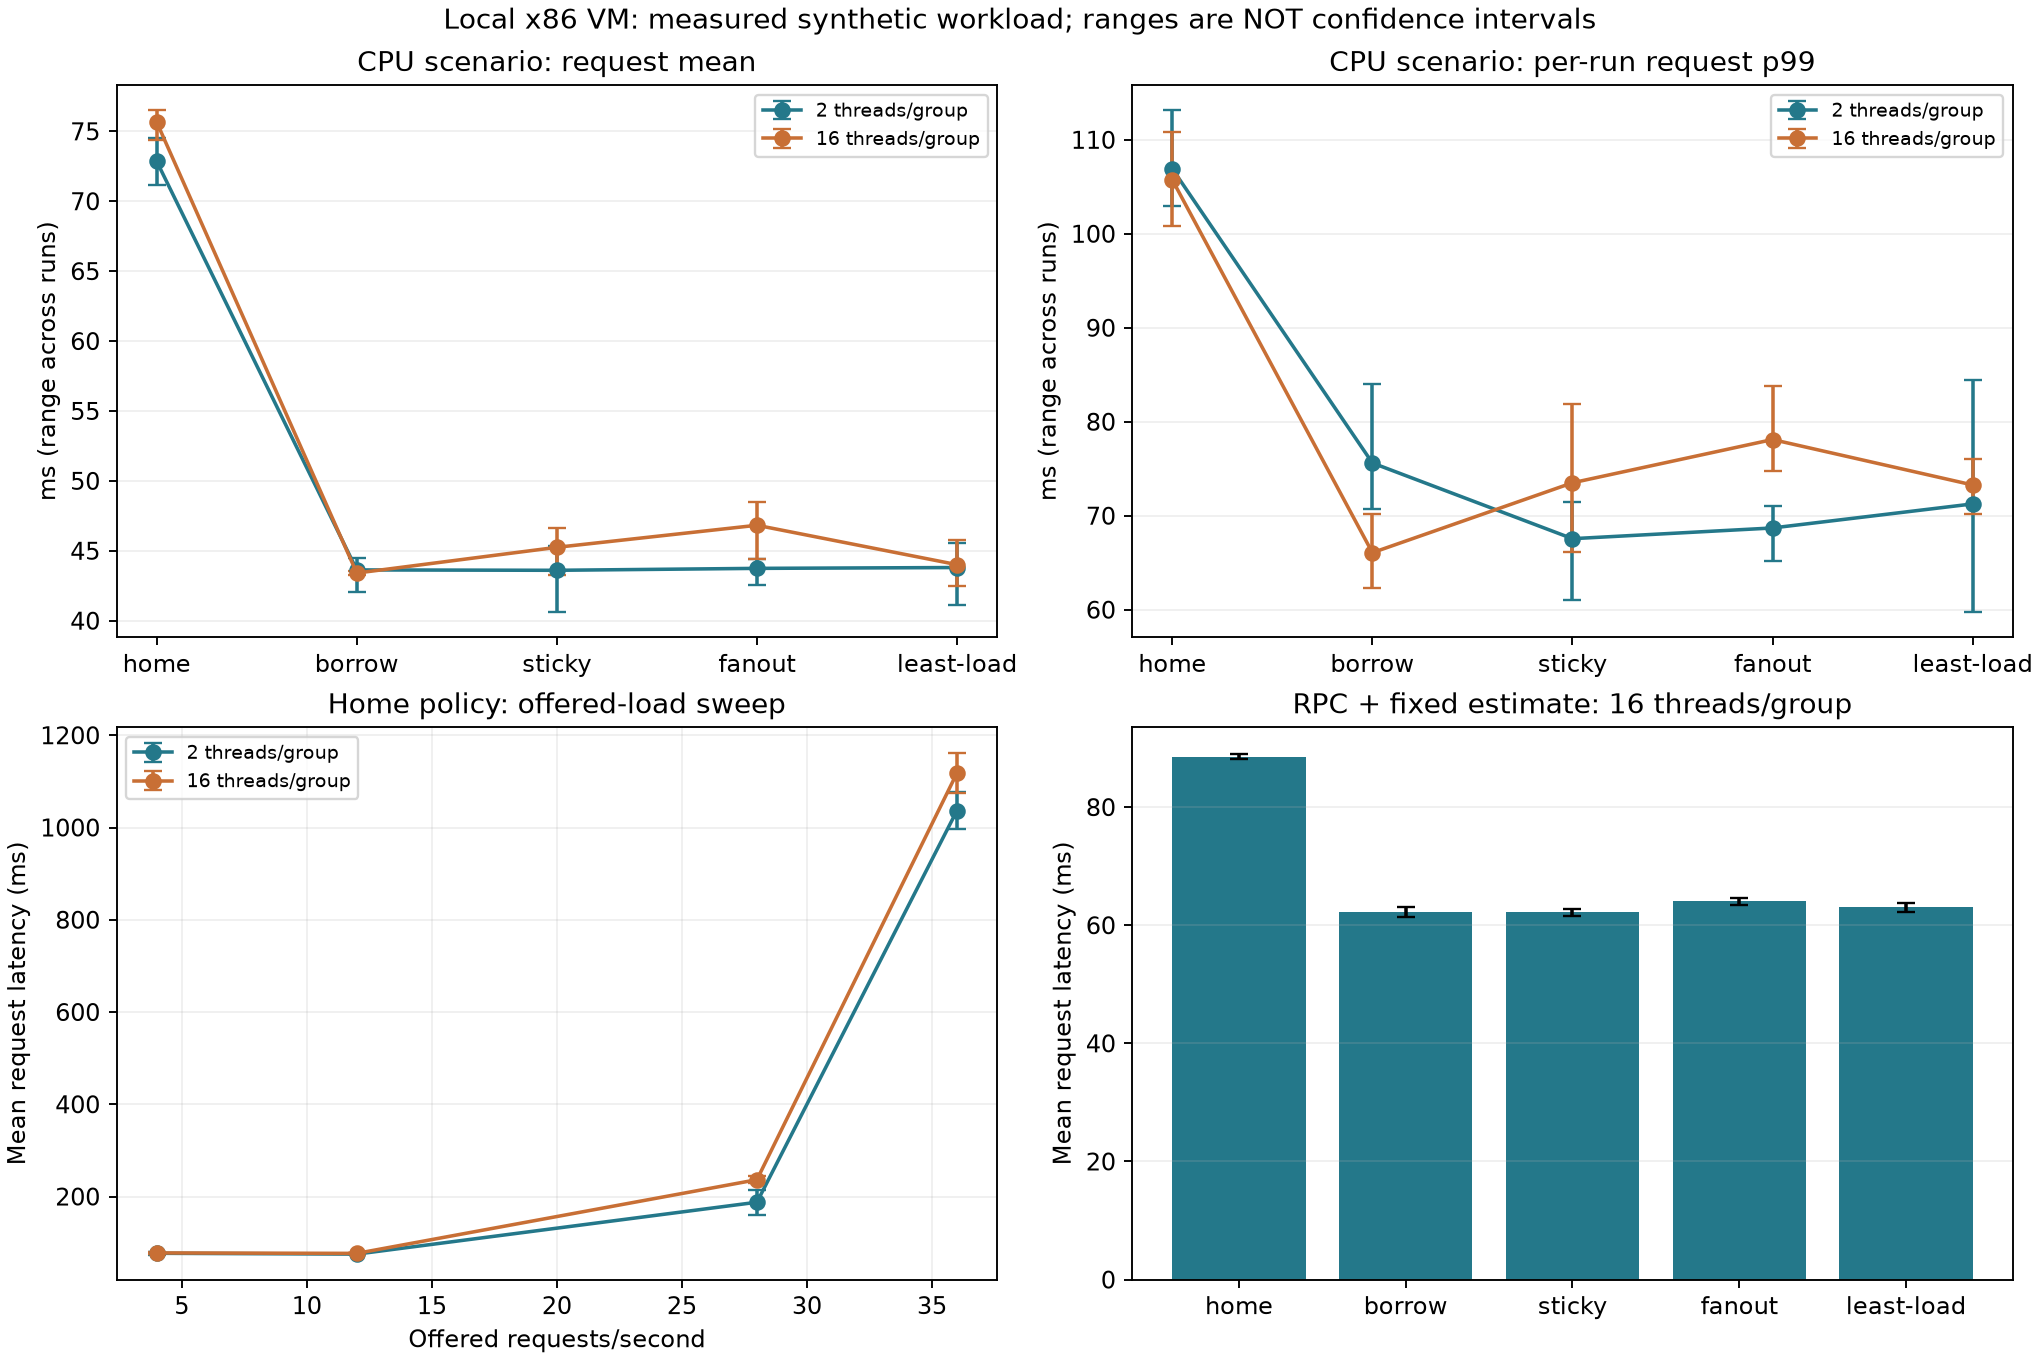 Local x86 VM: measured synthetic workload; ranges are NOT confidence intervals
CPU scenario: request mean
ms (range across runs)
75
70
65
60
55
50
45
40
2 threads/group
16 threads/group
home
borrow
sticky
fanout
least-load
CPU scenario: per-run request p99
ms (range across runs)
110
100
90
80
70
60
2 threads/group
16 threads/group
home
borrow
sticky
fanout
least-load
Home policy: offered-load sweep
Mean request latency (ms)
1200
1000
800
600
400
200
2 threads/group
16 threads/group
5
10
15
20
25
30
35
Offered requests/second
RPC + fixed estimate: 16 threads/group
Mean request latency (ms)
80
60
40
20
0
home
borrow
sticky
fanout
least-load